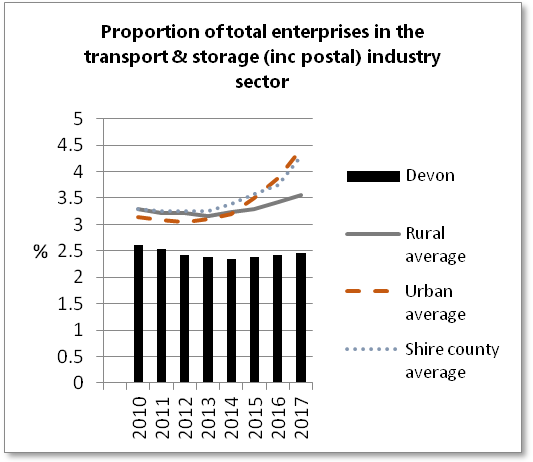 Proportion of total enterprises in the
transport & storage (inc postal) industry
sector
5
4.5
4
3.5
3
2.5
2
1.5
1
0.5
0
%
2010
2011
2012
2013
2014
2015
2016
2017
Devon
Rural
average
Urban
average
Shire county
average